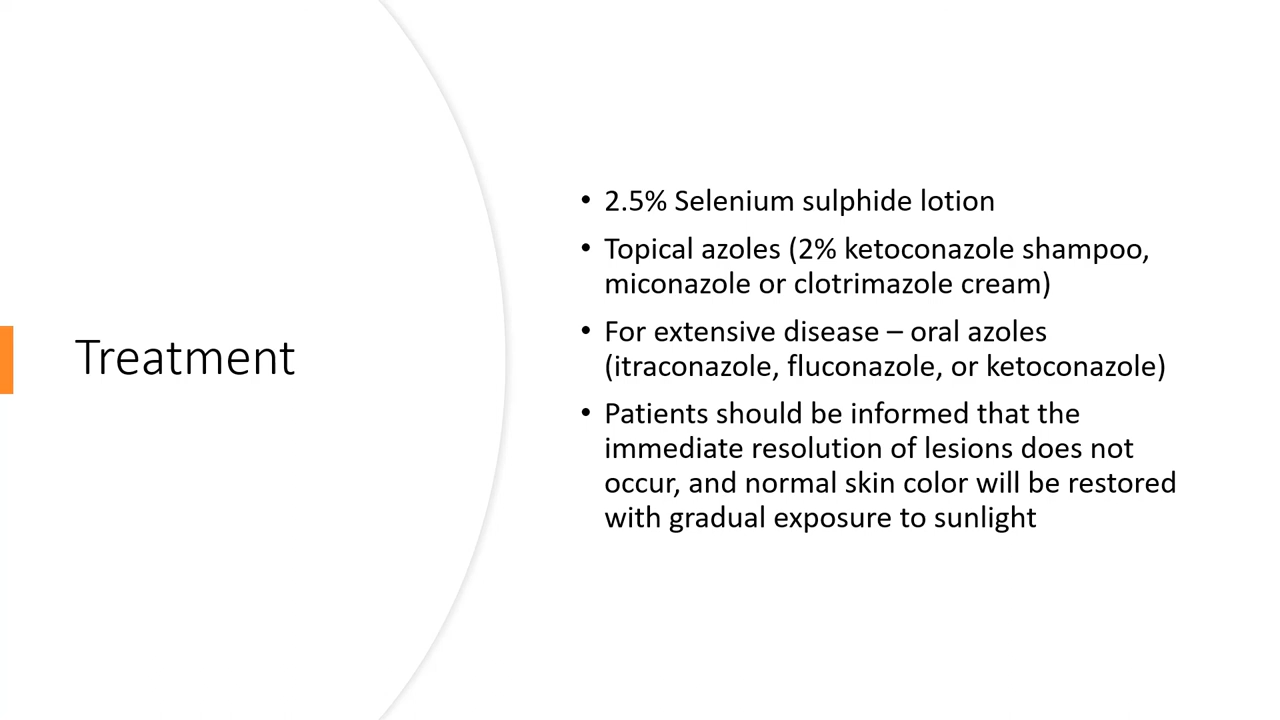 Treatment
• 2.5% Selenium sulphide lotion
• Topical azoles (2% ketoconazole shampoo,
miconazole or clotrimazole cream)
• For extensive disease – oral azoles
(itraconazole, fluconazole, or ketoconazole)
• Patients should be informed that the
immediate resolution of lesions does not
occur, and normal skin color will be restored
with gradual exposure to sunlight